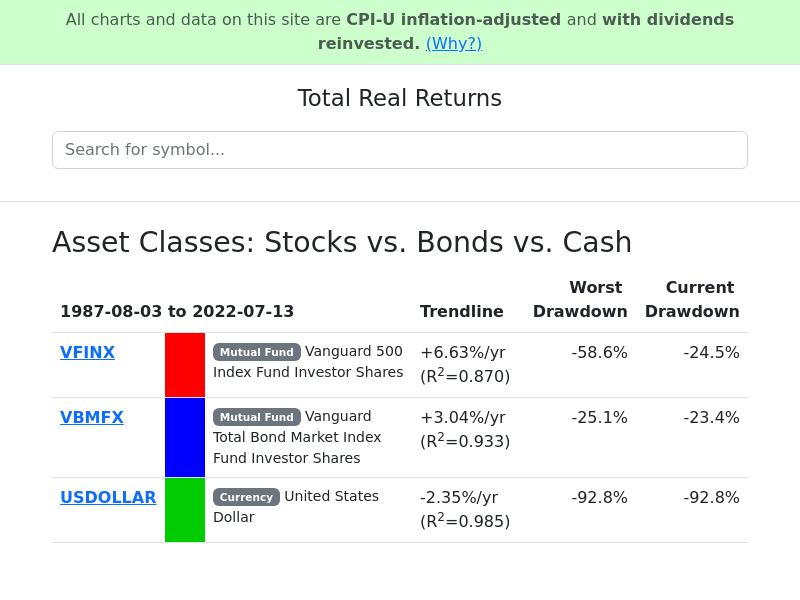 All charts and data on this site are CPI-U inflation-adjusted and with dividends
reinvested. (Why?)
Total Real Returns
Search for symbol...
Asset Classes: Stocks vs. Bonds vs. Cash
1987-08-03 to 2022-07-13 Trendline Worst Drawdown Current Drawdown
VFINX Mutual Fund Vanguard 500 +6.63%/yr -58.6% -24.5%
Index Fund Investor Shares (R²=0.870)
VBMFX Mutual Fund Vanguard +3.04%/yr -25.1% -23.4%
Total Bond Market Index (R²=0.933)
Fund Investor Shares
USDOLLAR Currency United States -2.35%/yr -92.8% -92.8%
Dollar (R²=0.985)